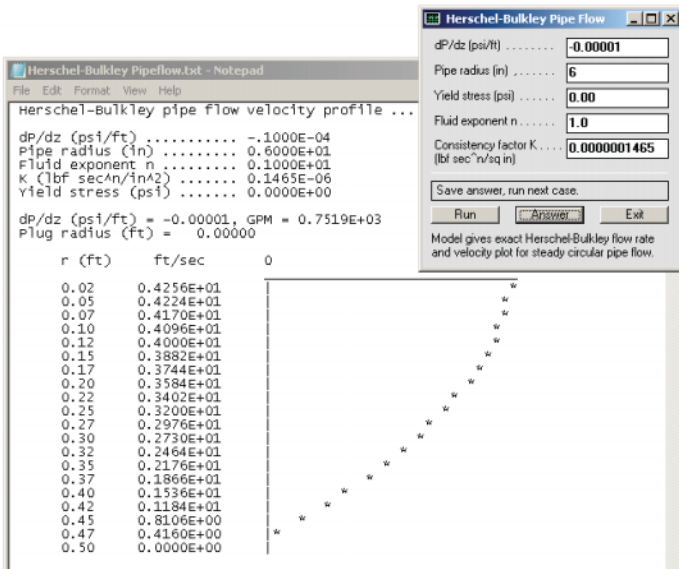 Herschel-Bulkley Pipe Flow
dP/dz (psi/ft) ........ -0.00001
Pipe radius (in) ....... 6
Yield stress (psi) ..... 0.00
Fluid exponent n ...... 1.0
Consistency factor K .... 0.0000001465
(lbf sec^n/sq in)
Save answer, run next case.
Run Answer Exit
Model gives exact Herschel-Bulkley flow rate
and velocity plot for steady circular pipe flow.
Herschel-Bulkley Pipeflow.txt - Notepad
File Edit Format View Help
Herschel-Bulkley pipe flow velocity profile ...
dP/dz (psi/ft) ........... -.1000E-04
Pipe radius (in) ......... 0.6000E+01
Fluid exponent n ......... 0.1000E+01
K (lbf sec^n/in^2) ....... 0.1465E-06
Yield stress (psi) ....... 0.0000E+00
dP/dz (psi/ft) = -0.00001, GPM = 0.7519E+03
Plug radius (ft) = 0.00000
r (ft) ft/sec 0
0.02 0.4256E+01 | *
0.05 0.4224E+01 | *
0.07 0.4170E+01 | *
0.10 0.4096E+01 | *
0.12 0.4000E+01 | *
0.15 0.3882E+01 | *
0.17 0.3744E+01 | *
0.20 0.3584E+01 | *
0.22 0.3402E+01 | *
0.25 0.3200E+01 | *
0.27 0.2976E+01 | *
0.30 0.2730E+01 | *
0.32 0.2464E+01 | *
0.35 0.2176E+01 | *
0.37 0.1866E+01 | *
0.40 0.1536E+01 | *
0.42 0.1184E+01 | *
0.45 0.8106E+00 | *
0.47 0.4160E+00 |*
0.50 0.0000E+00 |